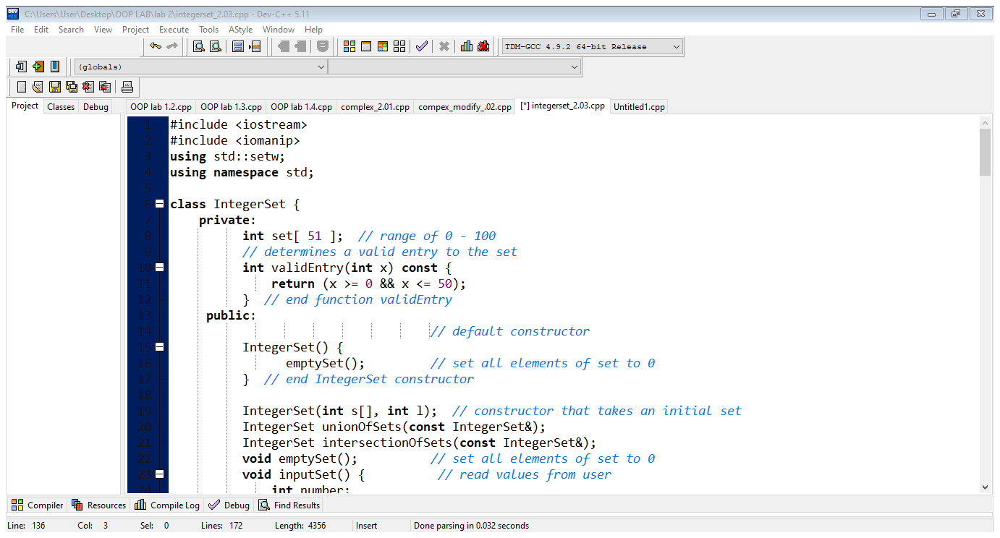 C:\Users\User\Desktop\OOP LAB\lab 2\integerset_2.03.cpp - Dev-C++ 5.11
File Edit Search View Project Execute Tools AStyle Window Help
TDM-GCC 4.9.2 64-bit Release
(globals)
Project Classes Debug OOP lab 1.2.cpp OOP lab 1.3.cpp OOP lab 1.4.cpp complex_2.01.cpp compex_modify_.02.cpp [*] integerset_2.03.cpp Untitled1.cpp
1 #include <iostream>
2 #include <iomanip>
3 using std::setw;
4 using namespace std;
5
6 class IntegerSet {
7 private:
8 int set[ 51 ]; // range of 0 - 100
9 // determines a valid entry to the set
10 int validEntry(int x) const {
11 return (x >= 0 && x <= 50);
12 } // end function validEntry
13 public:
14 // default constructor
15 IntegerSet() {
16 emptySet(); // set all elements of set to 0
17 } // end IntegerSet constructor
18
19 IntegerSet(int s[], int l); // constructor that takes an initial set
20 IntegerSet unionOfSets(const IntegerSet&);
21 IntegerSet intersectionOfSets(const IntegerSet&);
22 void emptySet(); // set all elements of set to 0
23 void inputSet() { // read values from user
24 int number;
Compiler Resources Compile Log Debug Find Results
Line: 136 Col: 3 Sel: 0 Lines: 172 Length: 4356 Insert Done parsing in 0.032 seconds